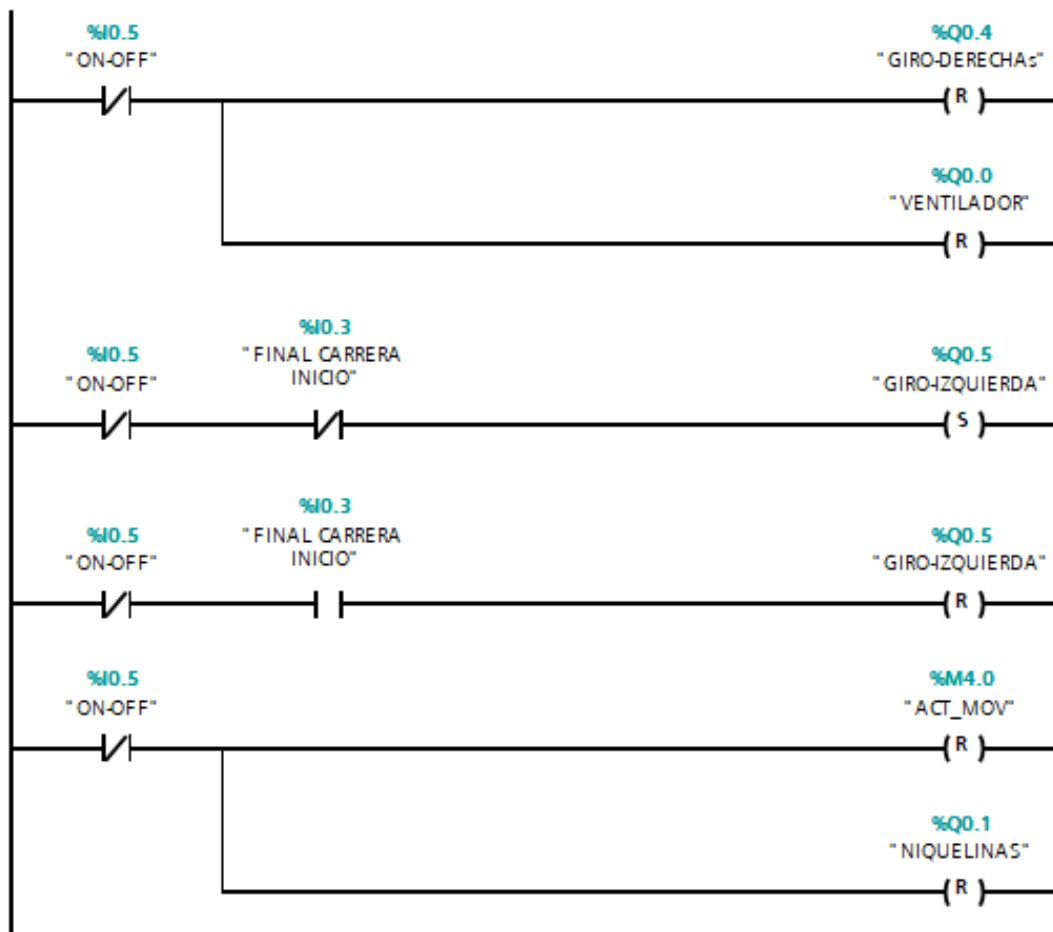 %I0.5
"ON-OFF"
%Q0.4
"GIRO-DERECHAs"
( R )
%Q0.0
"VENTILADOR"
( R )
%I0.5
"ON-OFF"
%I0.3
"FINAL CARRERA
INICIO"
%Q0.5
"GIRO-IZQUIERDA"
( S )
%I0.5
"ON-OFF"
%I0.3
"FINAL CARRERA
INICIO"
%Q0.5
"GIRO-IZQUIERDA"
( R )
%I0.5
"ON-OFF"
%M4.0
"ACT_MOV"
( R )
%Q0.1
"NIQUELINAS"
( R )